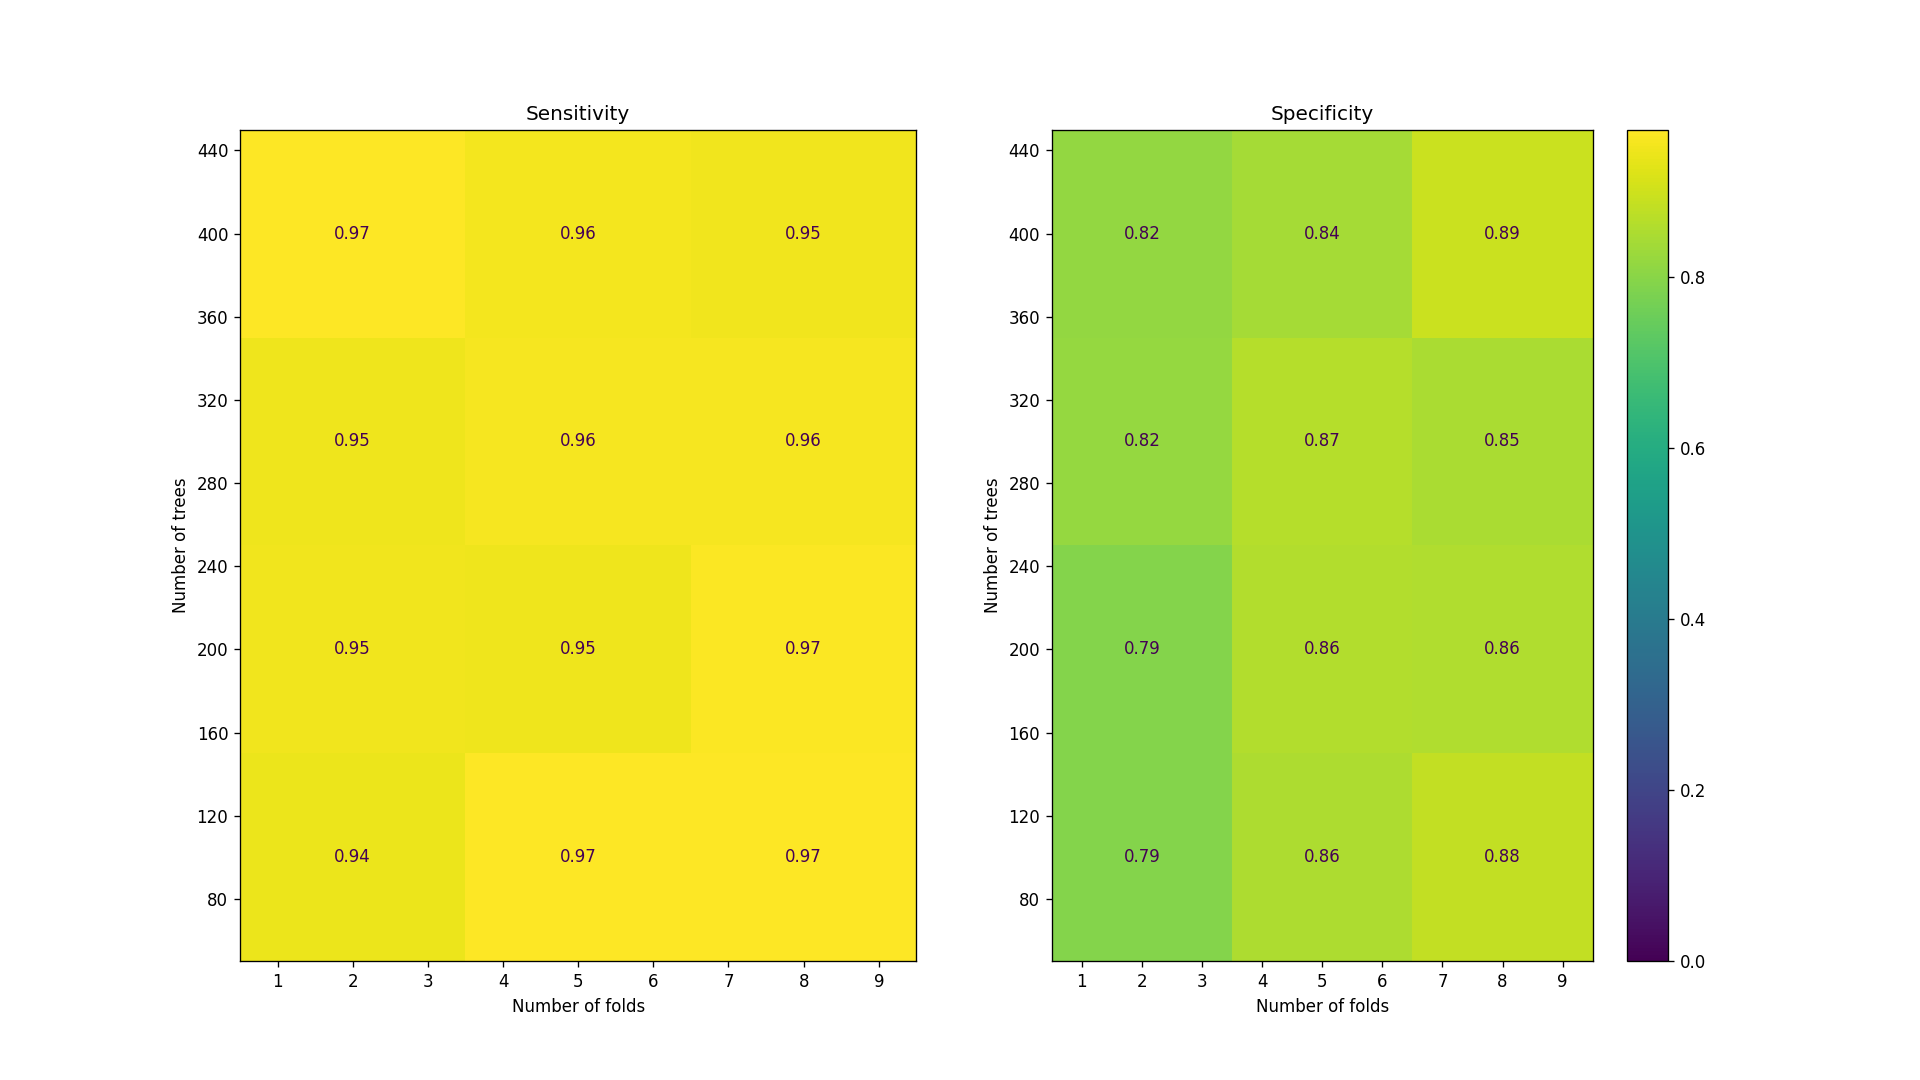 Sensitivity
Specificity
440
400
360
320
280
240
200
160
120
80
Number of trees
0.97 0.96 0.95
0.95 0.96 0.96
0.95 0.95 0.97
0.94 0.97 0.97
1 2 3 4 5 6 7 8 9
Number of folds
440
400
360
320
280
240
200
160
120
80
Number of trees
0.82 0.84 0.89
0.82 0.87 0.85
0.79 0.86 0.86
0.79 0.86 0.88
1 2 3 4 5 6 7 8 9
Number of folds
0.8
0.6
0.4
0.2
0.0